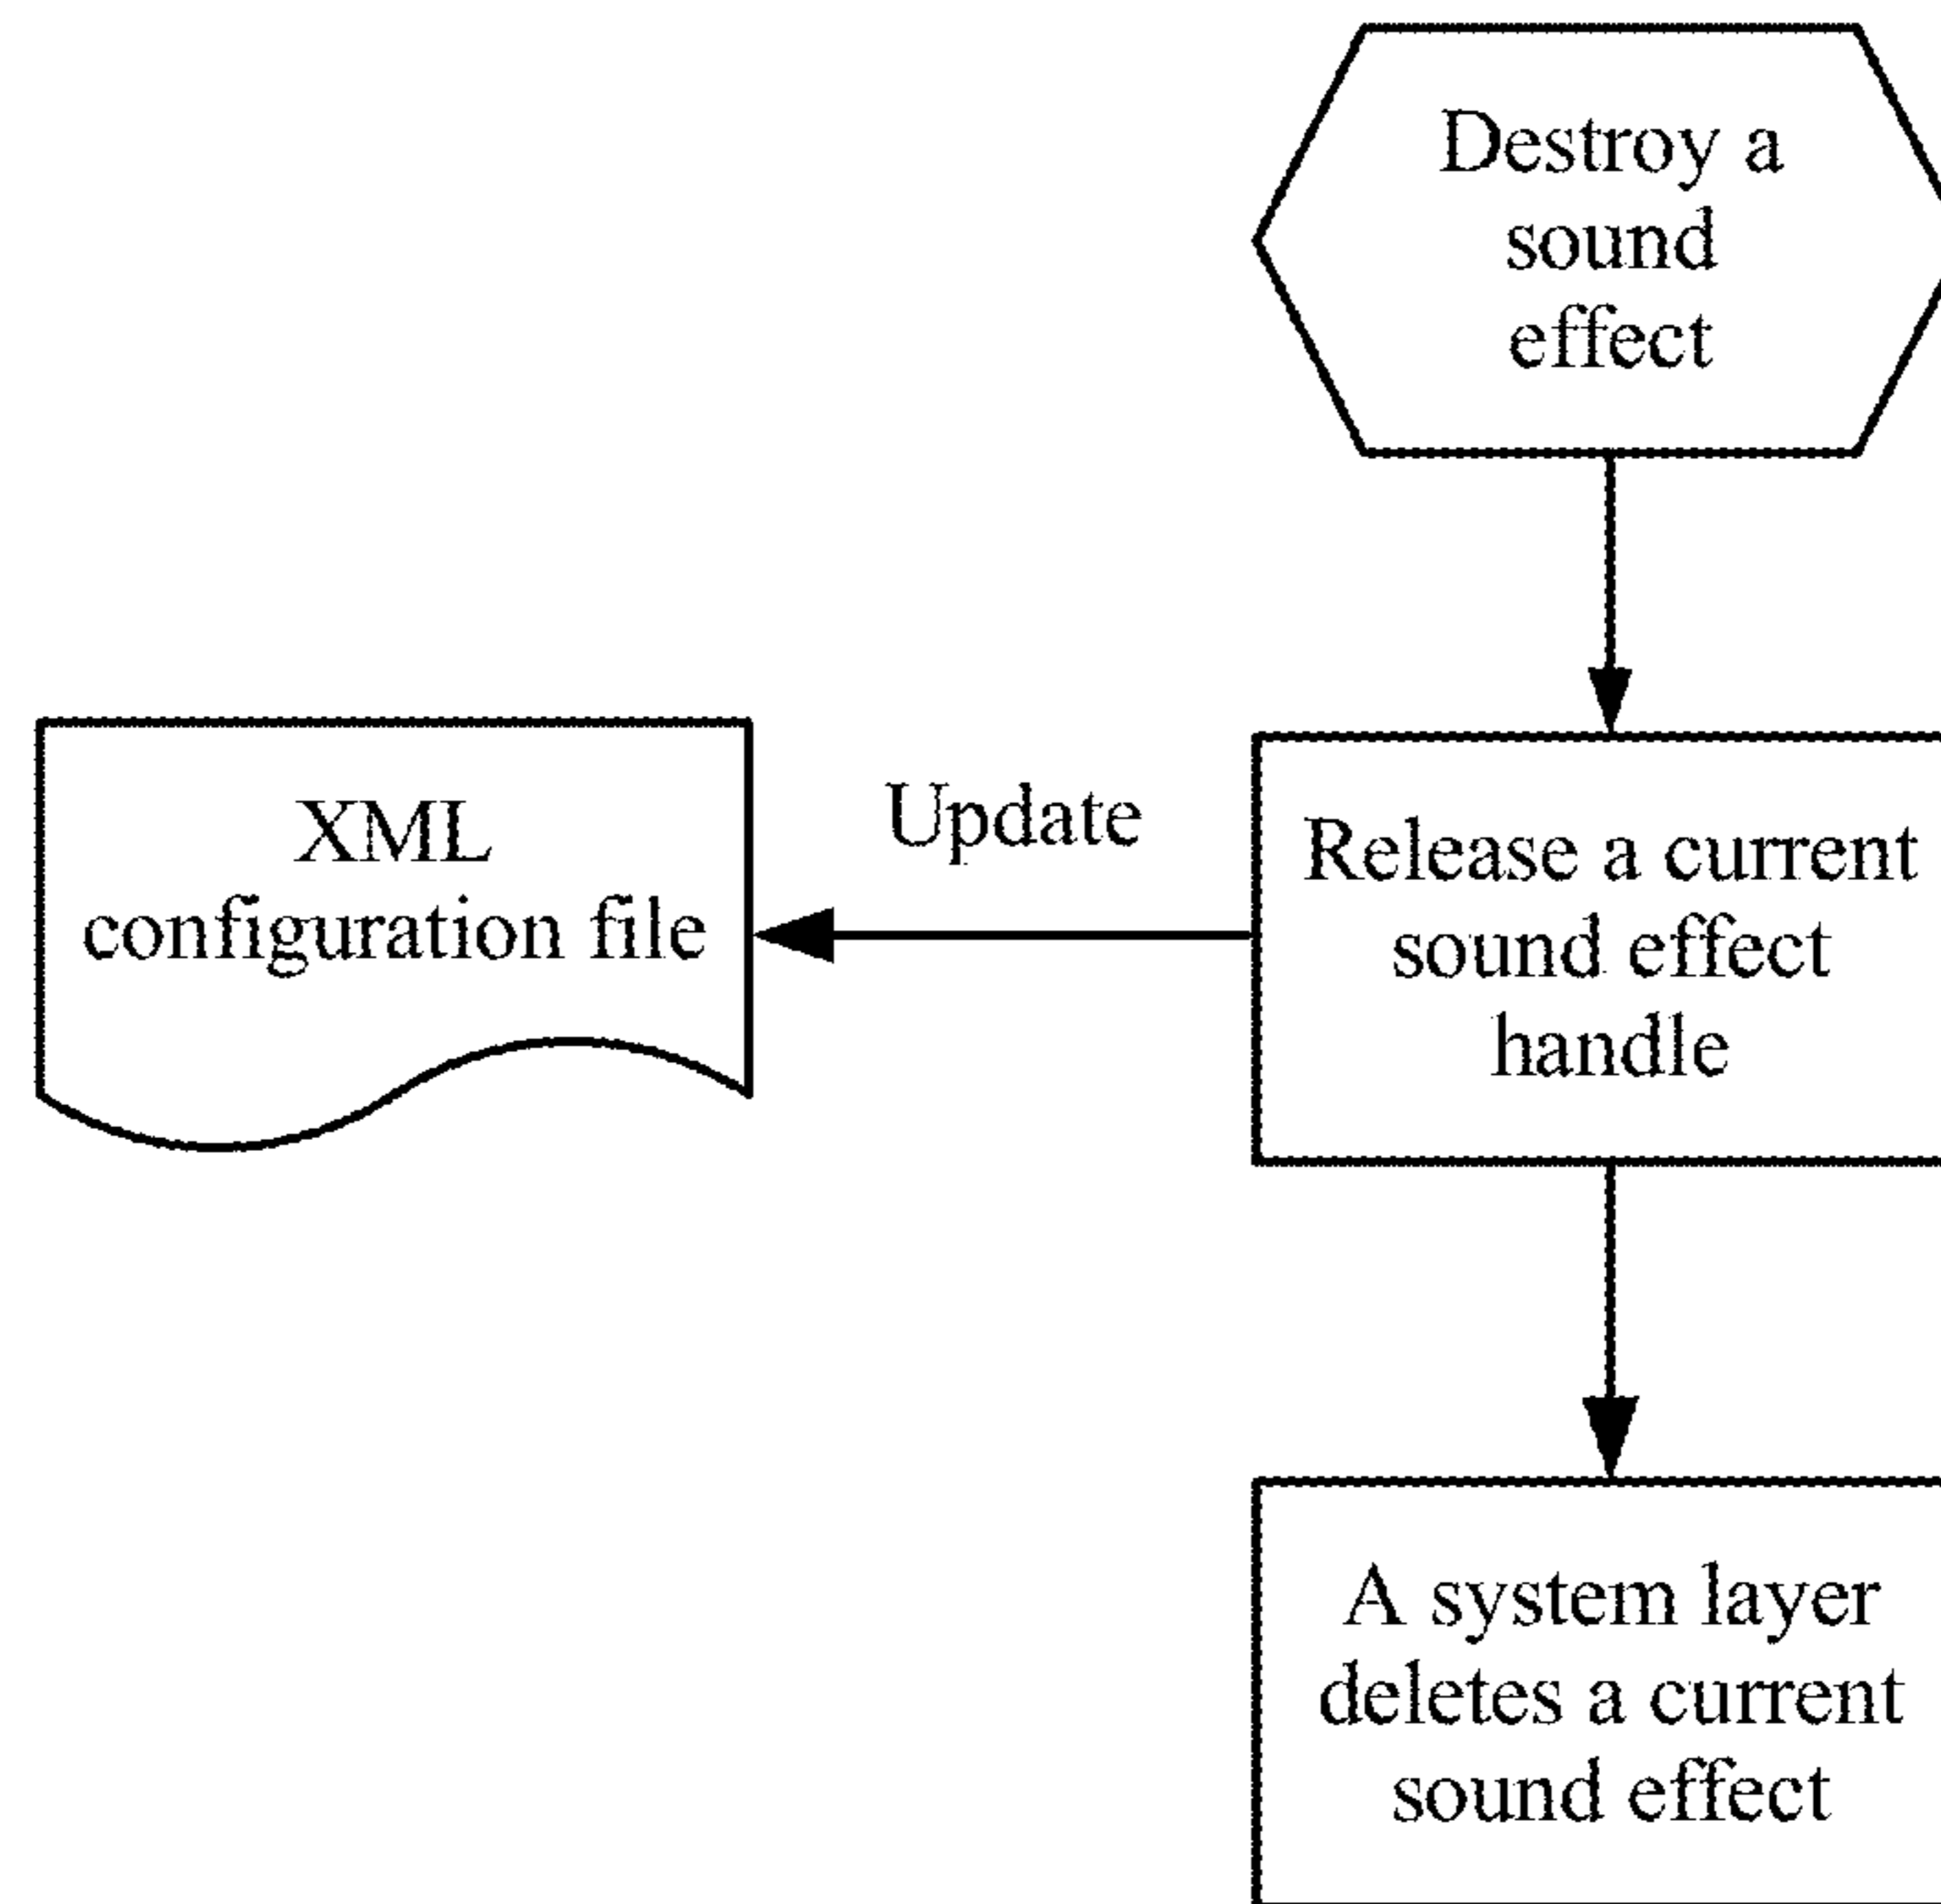 Destroy a
sound
effect
XML
configuration file
Update
Release a current
sound effect
handle
A system layer
deletes a current
sound effect